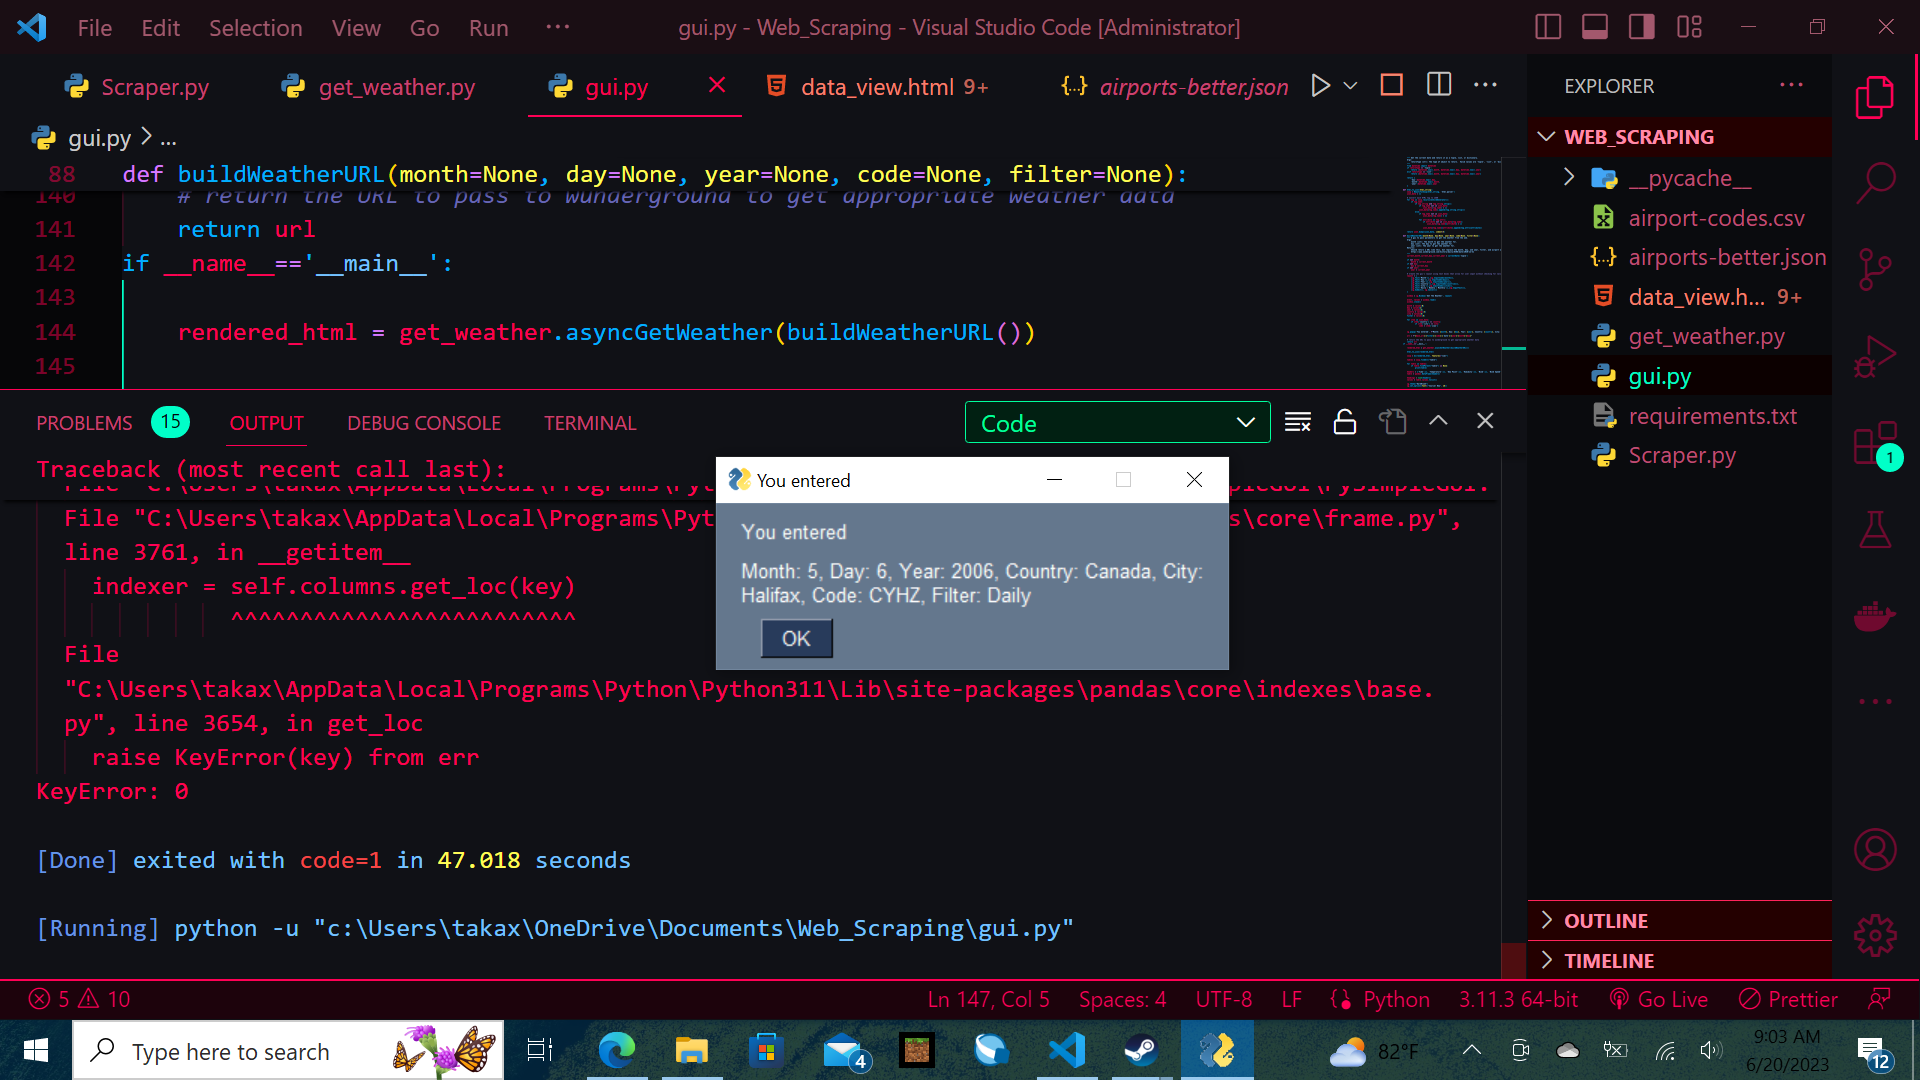 File Edit Selection View Go Run ... gui.py - Web_Scraping - Visual Studio Code [Administrator]
Scraper.py get_weather.py gui.py data_view.html 9+ airports-better.json
gui.py > ...
88 def buildWeatherURL(month=None, day=None, year=None, code=None, filter=None):
140 # return the URL to pass to wunderground to get appropriate weather data
141 return url
142 if __name__=='__main__':
143
144 rendered_html = get_weather.asyncGetWeather(buildWeatherURL())
145
EXPLORER
WEB_SCRAPING
__pycache__
airport-codes.csv
airports-better.json
data_view.h... 9+
get_weather.py
gui.py
requirements.txt
Scraper.py
OUTLINE
TIMELINE
1
PROBLEMS 15 OUTPUT DEBUG CONSOLE TERMINAL Code
Traceback (most recent call last):
File "C:\Users\takax\AppData\Local\Programs\Pyt
File "C:\Users\takax\AppData\Local\Programs\Pyt s\core\frame.py",
line 3761, in __getitem__
indexer = self.columns.get_loc(key)
^^^^^^^^^^^^^^^^^^^^^^^^^
File
"C:\Users\takax\AppData\Local\Programs\Python\Python311\Lib\site-packages\pandas\core\indexes\base.
py", line 3654, in get_loc
raise KeyError(key) from err
KeyError: 0
[Done] exited with code=1 in 47.018 seconds
[Running] python -u "c:\Users\takax\OneDrive\Documents\Web_Scraping\gui.py"
You entered
You entered
Month: 5, Day: 6, Year: 2006, Country: Canada, City:
Halifax, Code: CYHZ, Filter: Daily
OK
5 10 Ln 147, Col 5 Spaces: 4 UTF-8 LF Python 3.11.3 64-bit Go Live Prettier
Type here to search 4 82°F 9:03 AM 12
6/20/2023